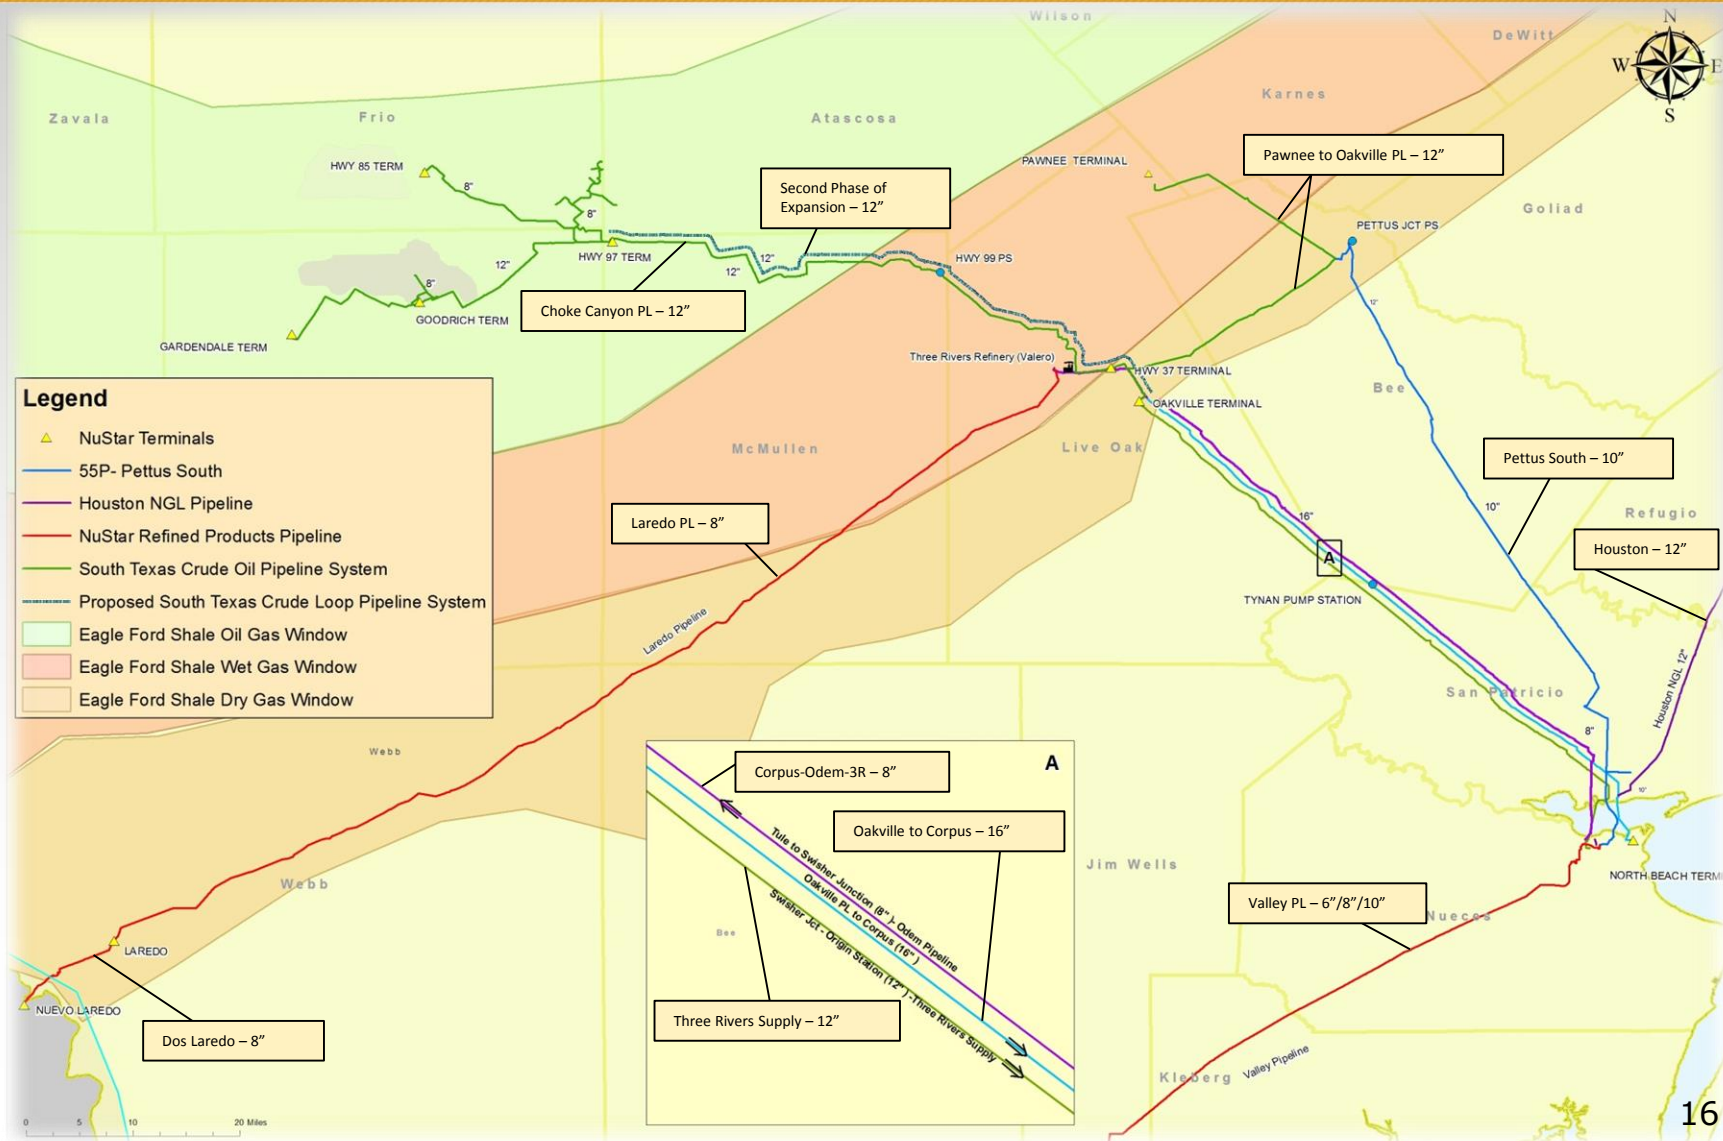 Wilson
DeWitt
N
W
E
S
Zavala
Frio
Atascosa
Karnes
HWY 85 TERM
8"
8"
PAWNEE TERMINAL
Pawnee to Oakville PL – 12”
Second Phase of
Expansion – 12”
Goliad
PETTUS JCT PS
HWY 97 TERM
12"
12"
12"
HWY 99 PS
8"
GOODRICH TERM
Choke Canyon PL – 12”
12"
GARDENDALE TERM
Three Rivers Refinery (Valero)
HWY 37 TERMINAL
Bee
OAKVILLE TERMINAL
Legend
NuStar Terminals
55P- Pettus South
Houston NGL Pipeline
NuStar Refined Products Pipeline
South Texas Crude Oil Pipeline System
Proposed South Texas Crude Loop Pipeline System
Eagle Ford Shale Oil Gas Window
Eagle Ford Shale Wet Gas Window
Eagle Ford Shale Dry Gas Window
McMullen
Live Oak
Pettus South – 10”
Laredo PL – 8”
16"
10"
Refugio
Houston – 12”
A
TYNAN PUMP STATION
Laredo Pipeline
San Patricio
Houston NGL 12"
8"
10"
Webb
A
Corpus-Odem-3R – 8”
Oakville to Corpus – 16”
Tule to Swisher Junction (8" )- Odem Pipeline
Oakville PL to Corpus (16" )
Swisher Jct - Origin Station (12" ) -Three Rivers Supply
Bee
Three Rivers Supply – 12”
Jim Wells
NORTH BEACH TERMI
Valley PL – 6”/8”/10”
Nueces
Webb
LAREDO
NUEVO LAREDO
Dos Laredo – 8”
Kleberg
Valley Pipeline
0 5 10 20 Miles
16